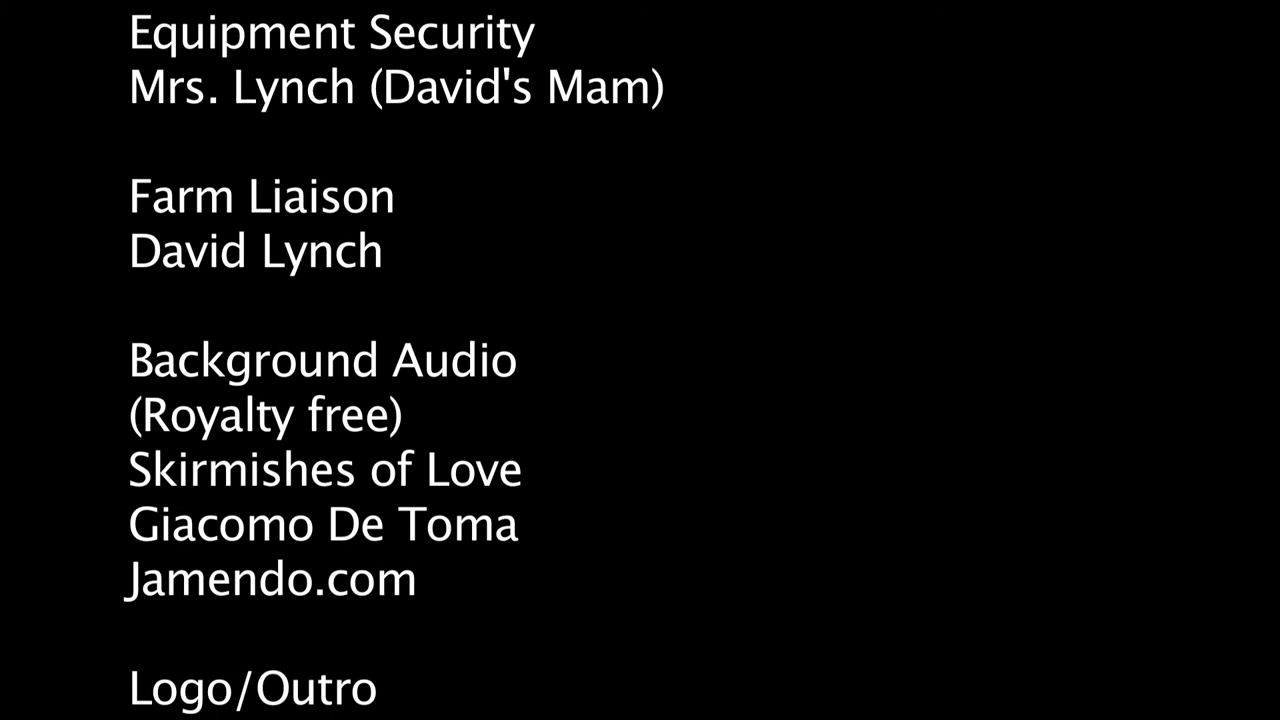 Equipment Security
Mrs. Lynch (David's Mam)
Farm Liaison
David Lynch
Background Audio
(Royalty free)
Skirmishes of Love
Giacomo De Toma
Jamendo.com
Logo/Outro